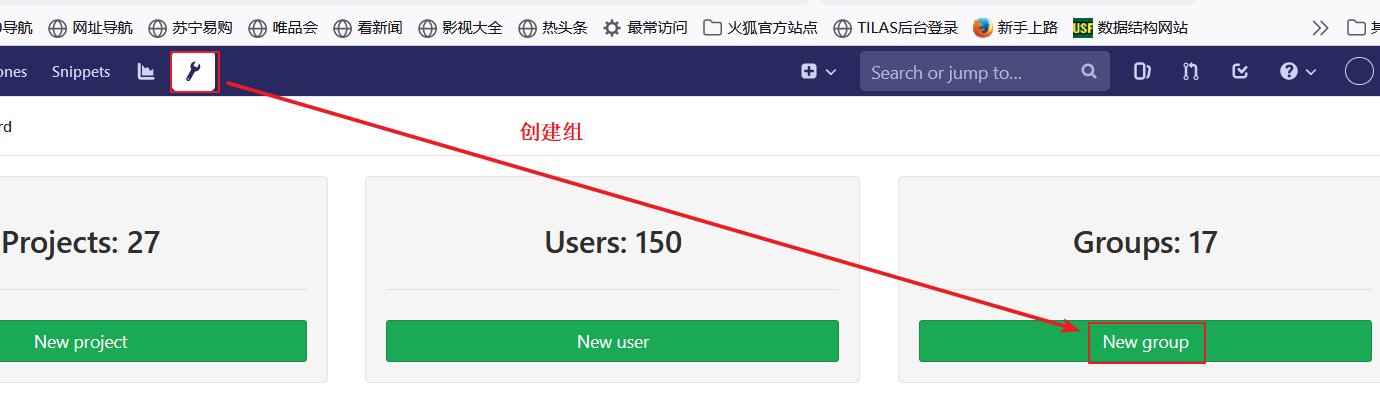 导航 网址导航 苏宁易购 唯品会 看新闻 影视大全 热头条 最常访问 火狐官方站点 TILAS后台登录 新手上路 USF 数据结构网站
ones Snippets Search or jump to...
rd
创建组
Projects: 27 Users: 150 Groups: 17
New project New user New group